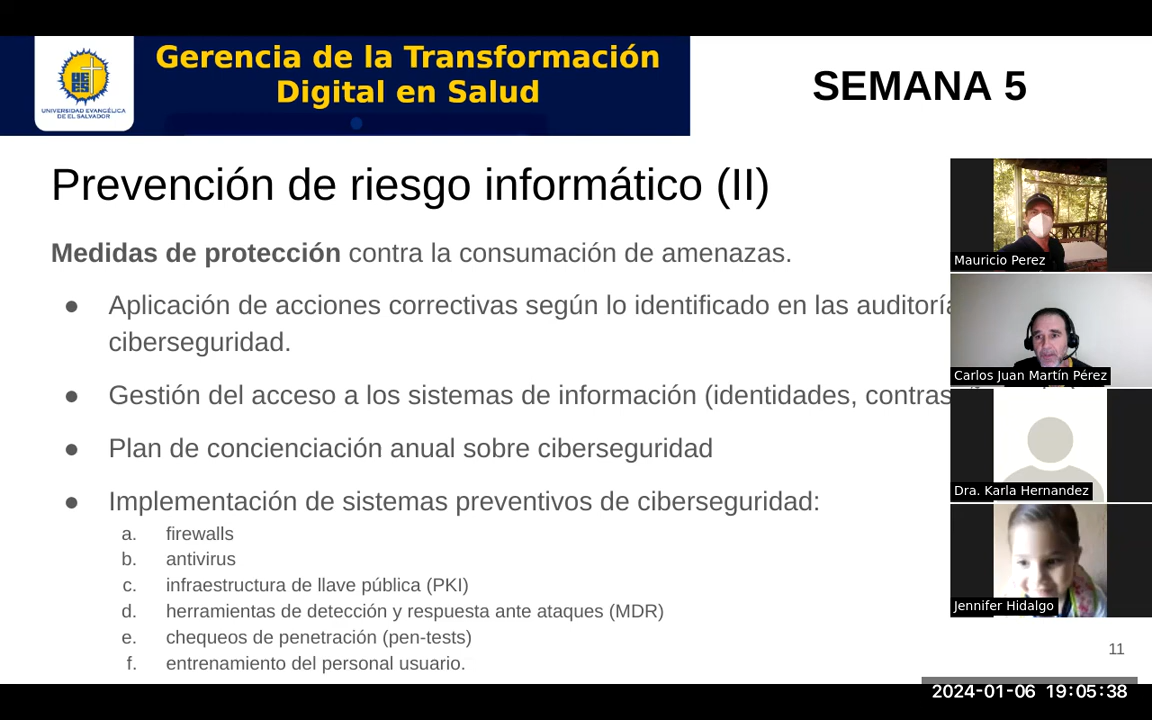 Gerencia de la Transformación
Digital en Salud
UNIVERSIDAD EVANGÉLICA
DE EL SALVADOR
SEMANA 5
Prevención de riesgo informático (II)
Medidas de protección contra la consumación de amenazas.
● Aplicación de acciones correctivas según lo identificado en las auditoría
ciberseguridad.
● Gestión del acceso a los sistemas de información (identidades, contras
● Plan de concienciación anual sobre ciberseguridad
● Implementación de sistemas preventivos de ciberseguridad:
a. firewalls
b. antivirus
c. infraestructura de llave pública (PKI)
d. herramientas de detección y respuesta ante ataques (MDR)
e. chequeos de penetración (pen-tests)
f. entrenamiento del personal usuario.
Mauricio Perez
Carlos Juan Martín Pérez
Dra. Karla Hernandez
Jennifer Hidalgo
11
2024-01-06 19:05:38